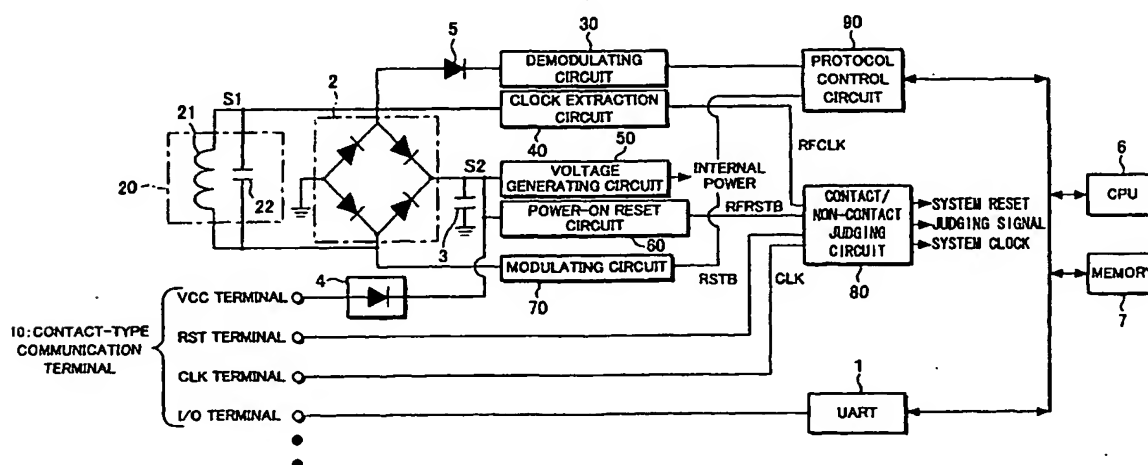 5
30
DEMODULATING
CIRCUIT
90
PROTOCOL
CONTROL
CIRCUIT
21
S1
2
CLOCK EXTRACTION
CIRCUIT
40
RFCLK
20
22
S2
3
50
VOLTAGE
GENERATING CIRCUIT
INTERNAL
POWER
POWER-ON RESET
CIRCUIT
60
RFRSTB
CONTACT/
NON-CONTACT
JUDGING
CIRCUIT
80
SYSTEM RESET
JUDGING SIGNAL
SYSTEM CLOCK
6
CPU
MEMOR
7
MODULATING CIRCUIT
70
RSTB
CLK
4
10:CONTACT-TYPE
COMMUNICATION
TERMINAL
VCC TERMINAL
RST TERMINAL
CLK TERMINAL
I/O TERMINAL
1
UART